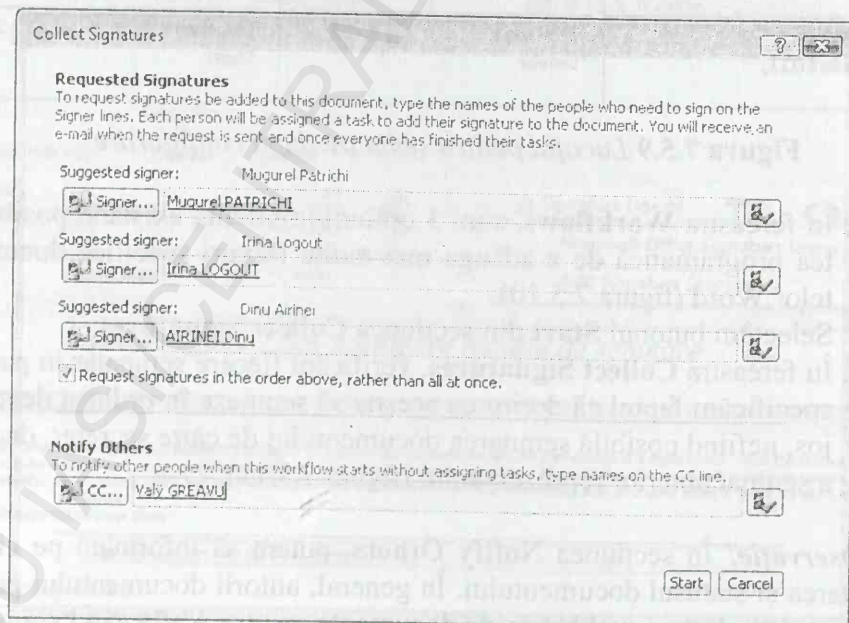 Collect Signatures
Requested Signatures
To request signatures be added to this document, type the names of the people who need to sign on the
Signer lines. Each person will be assigned a task to add their signature to the document. You will receive an
e-mail when the request is sent and once everyone has finished their tasks.
Suggested signer: Mugurel Patrichi
Signer... Mugurel PATRICHI
Suggested signer: Irina Logout
Signer... Irina LOGOUT
Suggested signer: Dinu Airinei
Signer... AIRINEI Dinu
Request signatures in the order above, rather than all at once.
Notify Others
To notify other people when this workflow starts without assigning tasks, type names on the CC line.
CC... Valy GREAVU
Start Cancel